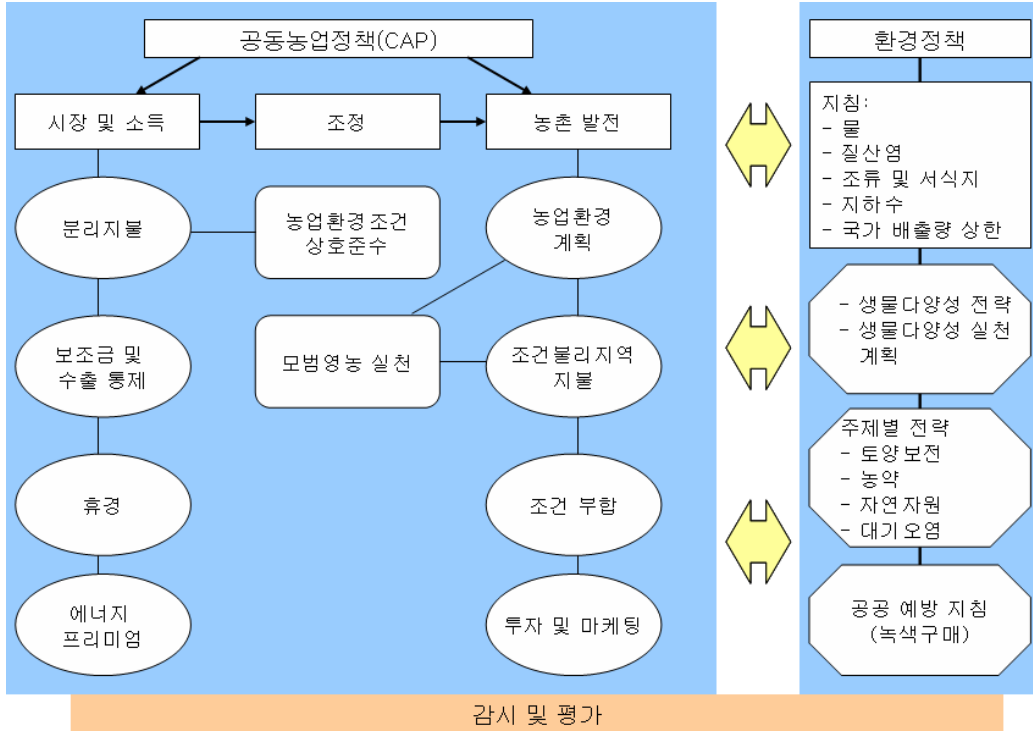 공동농업정책(CAP)
시장 및 소득
조정
농촌 발전
분리지불
농업환경조건
상호준수
농업환경
계획
보조금 및
수출 통제
모범영농 실천
조건불리지역
지불
휴경
조건 부합
에너지
프리미엄
투자 및 마케팅
환경정책
지침:
- 물
- 질산염
- 조류 및 서식지
- 지하수
- 국가 배출량 상한
- 생물다양성 전략
- 생물다양성 실천
계획
주제별 전략
- 토양보전
- 농약
- 자연자원
- 대기오염
공공 예방 지침
(녹색구매)
감시 및 평가